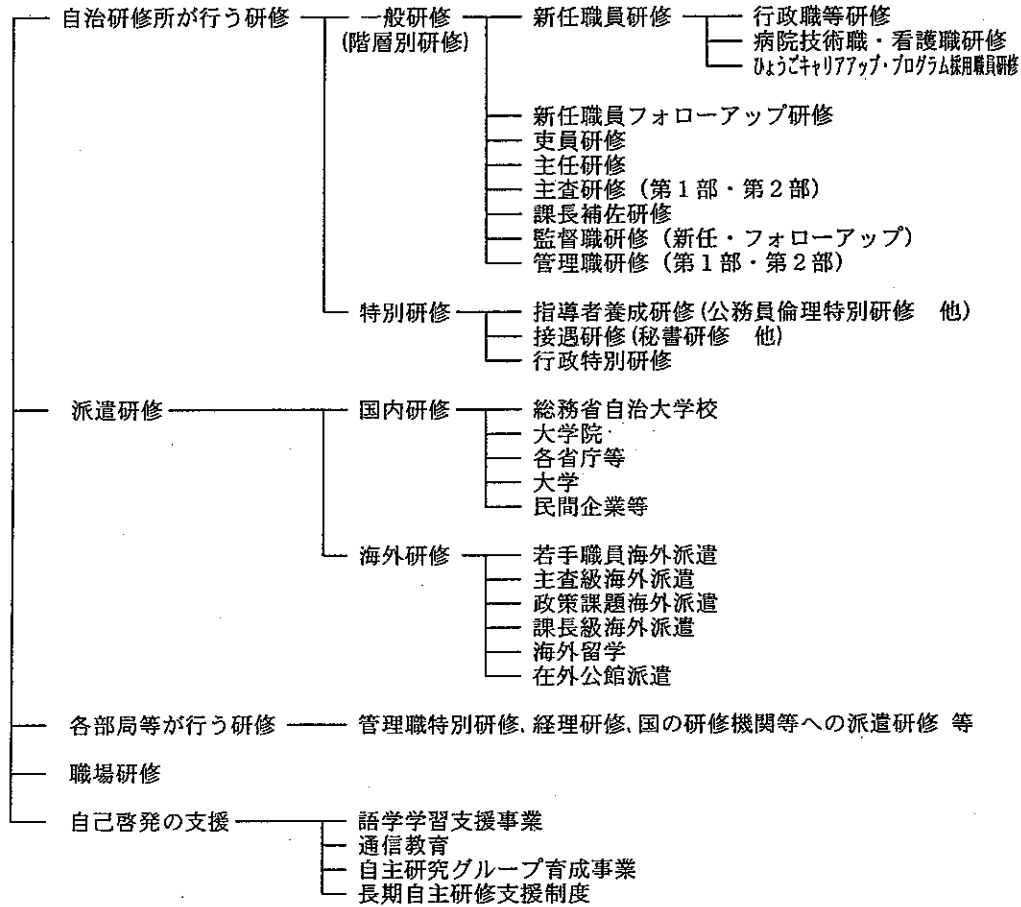 自治研修所が行う研修 一般研修 新任職員研修 行政職等研修
(階層別研修) 病院技術職・看護職研修
ひょうごキャリアアップ・プログラム採用職員研修
新任職員フォローアップ研修
吏員研修
主任研修
主査研修（第１部・第２部）
課長補佐研修
監督職研修（新任・フォローアップ）
管理職研修（第１部・第２部）
特別研修 指導者養成研修(公務員倫理特別研修 他)
接遇研修(秘書研修 他)
行政特別研修
派遣研修 国内研修 総務省自治大学校
大学院
各省庁等
大学
民間企業等
海外研修 若手職員海外派遣
主査級海外派遣
政策課題海外派遣
課長級海外派遣
海外留学
在外公館派遣
各部局等が行う研修 管理職特別研修、経理研修、国の研修機関等への派遣研修 等
職場研修
自己啓発の支援 語学学習支援事業
通信教育
自主研究グループ育成事業
長期自主研修支援制度